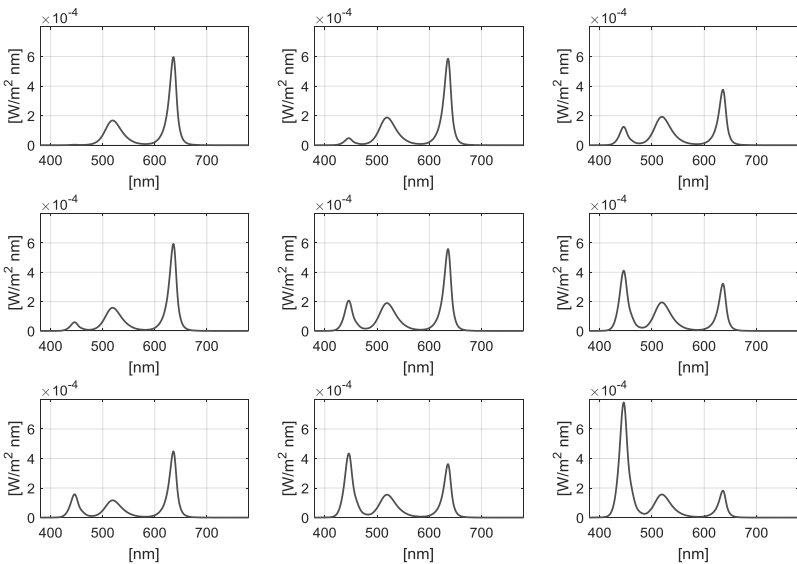 ×10⁻⁴ ×10⁻⁴ ×10⁻⁴
[W/m² nm] [W/m² nm] [W/m² nm]
6 6 6
4 4 4
2 2 2
0 0 0
400 500 600 700 400 500 600 700 400 500 600 700
[nm] [nm] [nm]
×10⁻⁴ ×10⁻⁴ ×10⁻⁴
[W/m² nm] [W/m² nm] [W/m² nm]
6 6 6
4 4 4
2 2 2
0 0 0
400 500 600 700 400 500 600 700 400 500 600 700
[nm] [nm] [nm]
×10⁻⁴ ×10⁻⁴ ×10⁻⁴
[W/m² nm] [W/m² nm] [W/m² nm]
6 6 6
4 4 4
2 2 2
0 0 0
400 500 600 700 400 500 600 700 400 500 600 700
[nm] [nm] [nm]